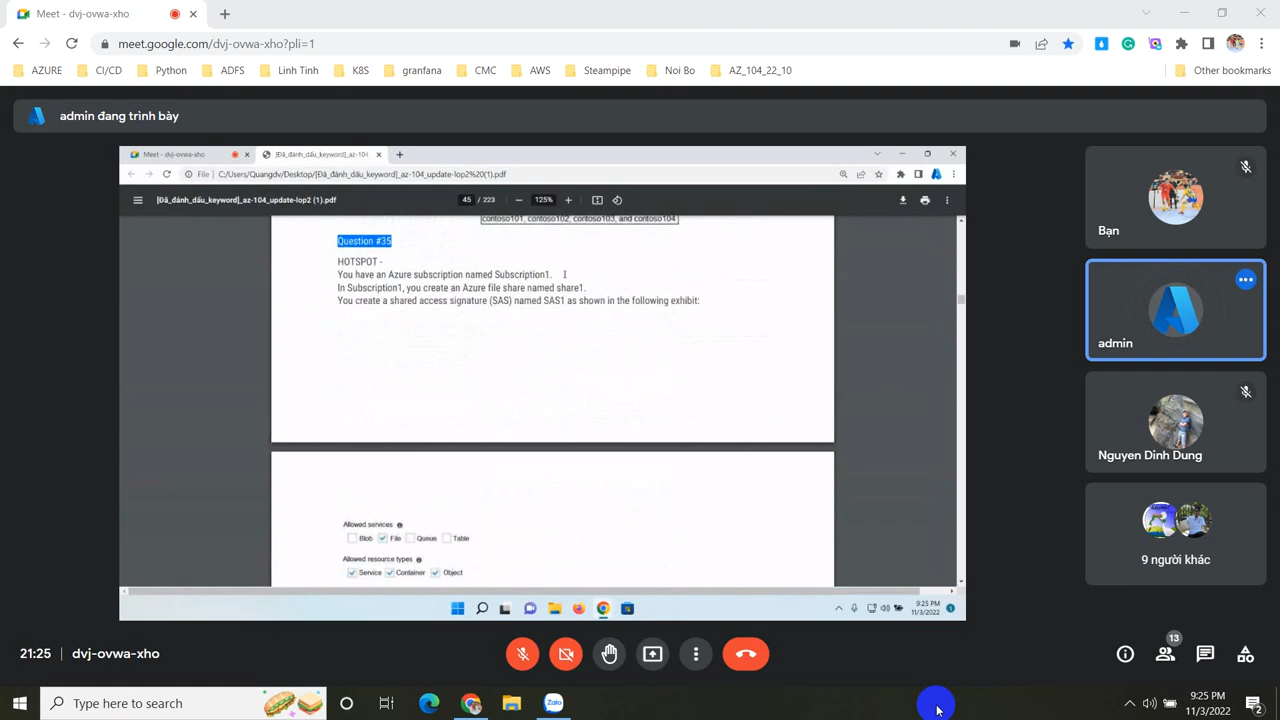 Meet - dvj-ovwa-xho
meet.google.com/dvj-ovwa-xho?pli=1
AZURE CI/CD Python ADFS Linh Tinh K8S granfana CMC AWS Steampipe Noi Bo AZ_104_22_10 Other bookmarks
admin đang trình bày
Meet - dvj-ovwa-xho [Đã_đánh_dấu_keyword]_az-104
File C:/Users/Quangdv/Desktop/[Đã_đánh_dấu_keyword]_az-104_update-lop2%20(1).pdf
[Đã_đánh_dấu_keyword]_az-104_update-lop2 (1).pdf 45 / 223 125%
contoso101, contoso102, contoso103, and contoso104
Question #35
HOTSPOT -
You have an Azure subscription named Subscription1.
In Subscription1, you create an Azure file share named share1.
You create a shared access signature (SAS) named SAS1 as shown in the following exhibit:
Allowed services
Blob File Queue Table
Allowed resource types
Service Container Object
9:25 PM
11/3/2022
Bạn
admin
Nguyen Dinh Dung
9 người khác
21:25 dvj-ovwa-xho
13
Type here to search
9:25 PM
11/3/2022
2